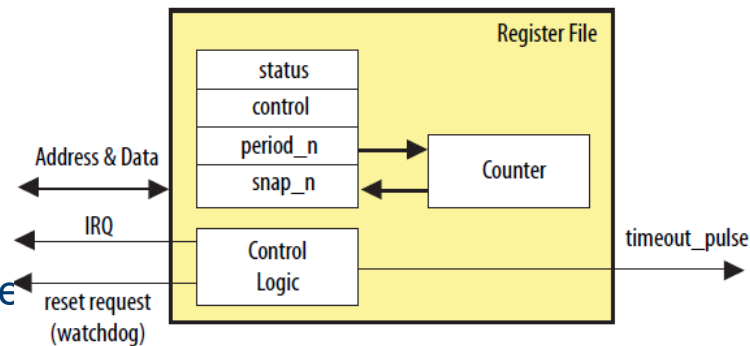 Register File
status
control
period_n
snap_n
Counter
Address & Data
IRQ
Control
Logic
timeout_pulse
e
reset request
(watchdog)